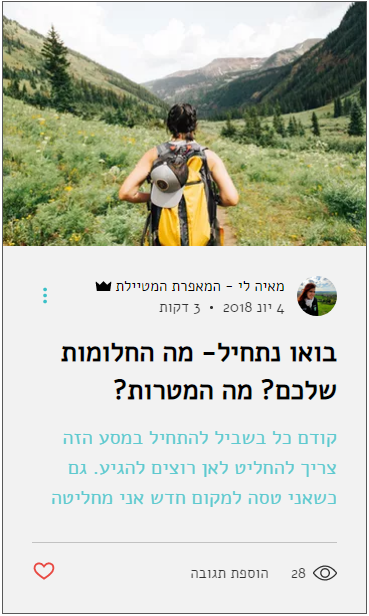 מאיה לי - המאפרת המטיילת
4 יונ 2018 • 3 דקות
בואו נתחיל- מה החלומות
שלכם? מה המטרות?
קודם כל בשביל להתחיל במסע הזה
צריך להחליט לאן רוצים להגיע. גם
כשאני טסה למקום חדש אני מחליטה
28 הוספת תגובה